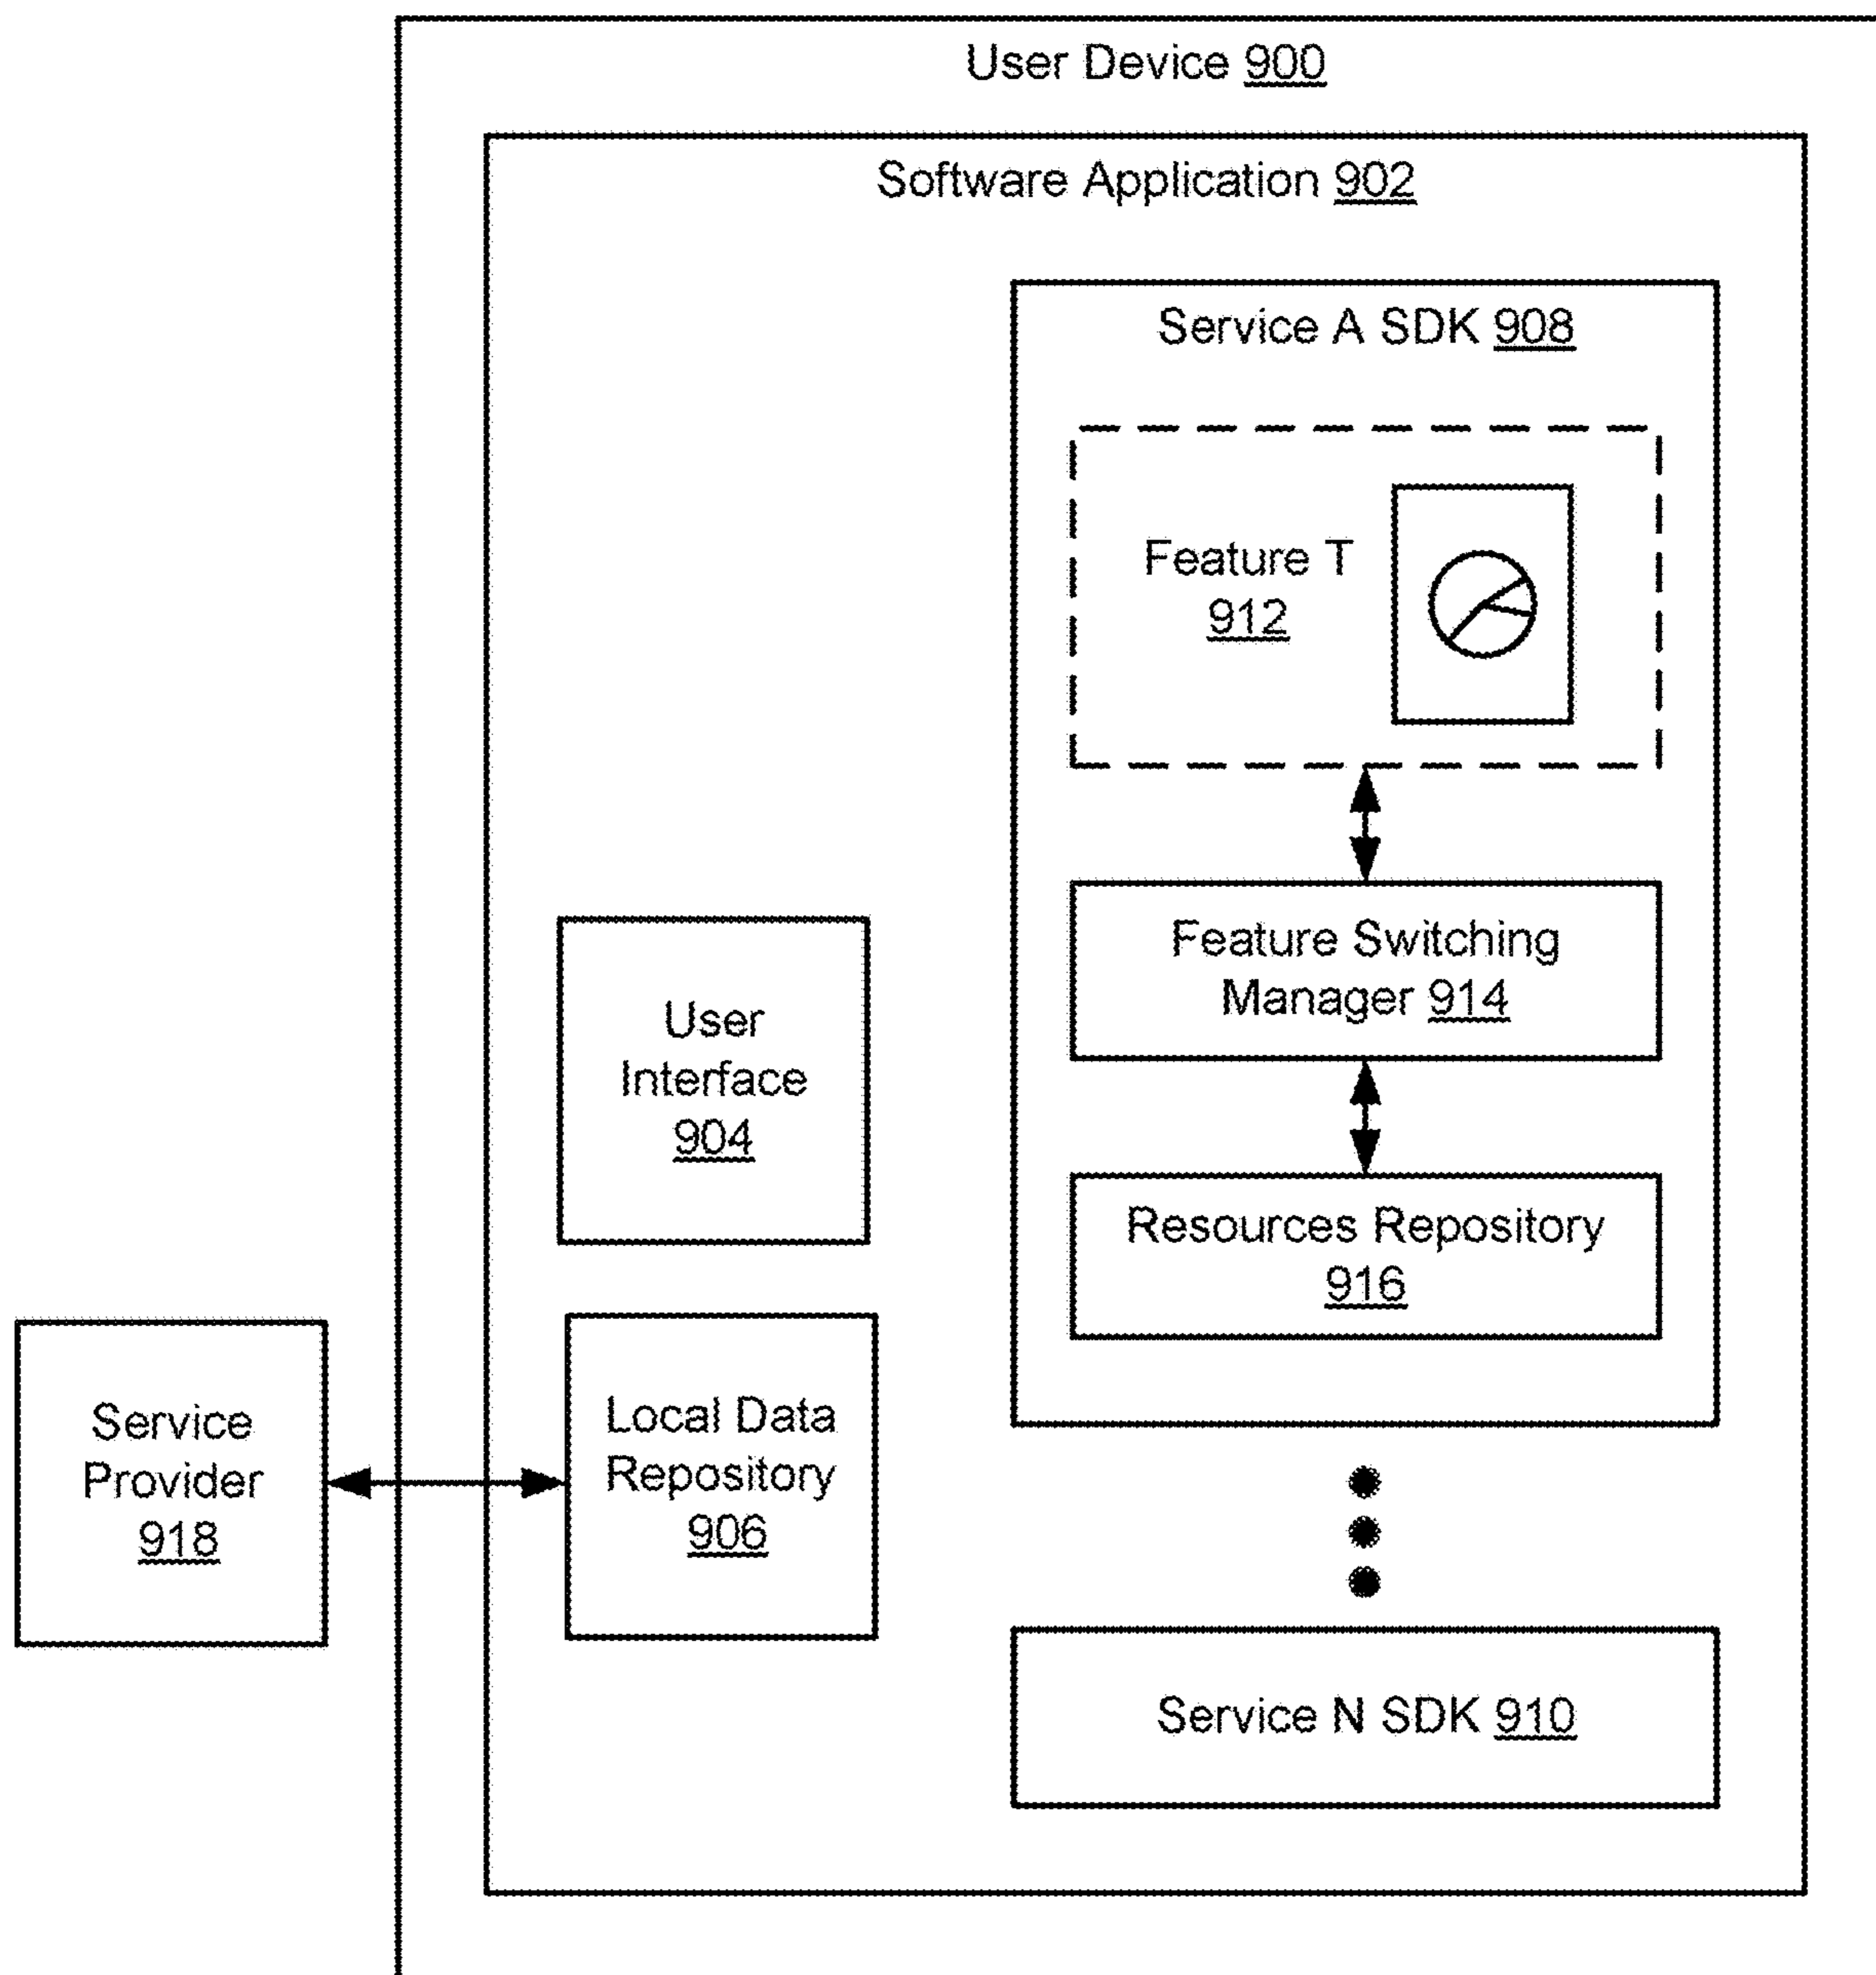 User Device 900
Software Application 902
Service A SDK 908
Feature T
912
Feature Switching
Manager 914
User
Interface
904
Resources Repository
916
Service
Provider
918
Local Data
Repository
906
Service N SDK 910